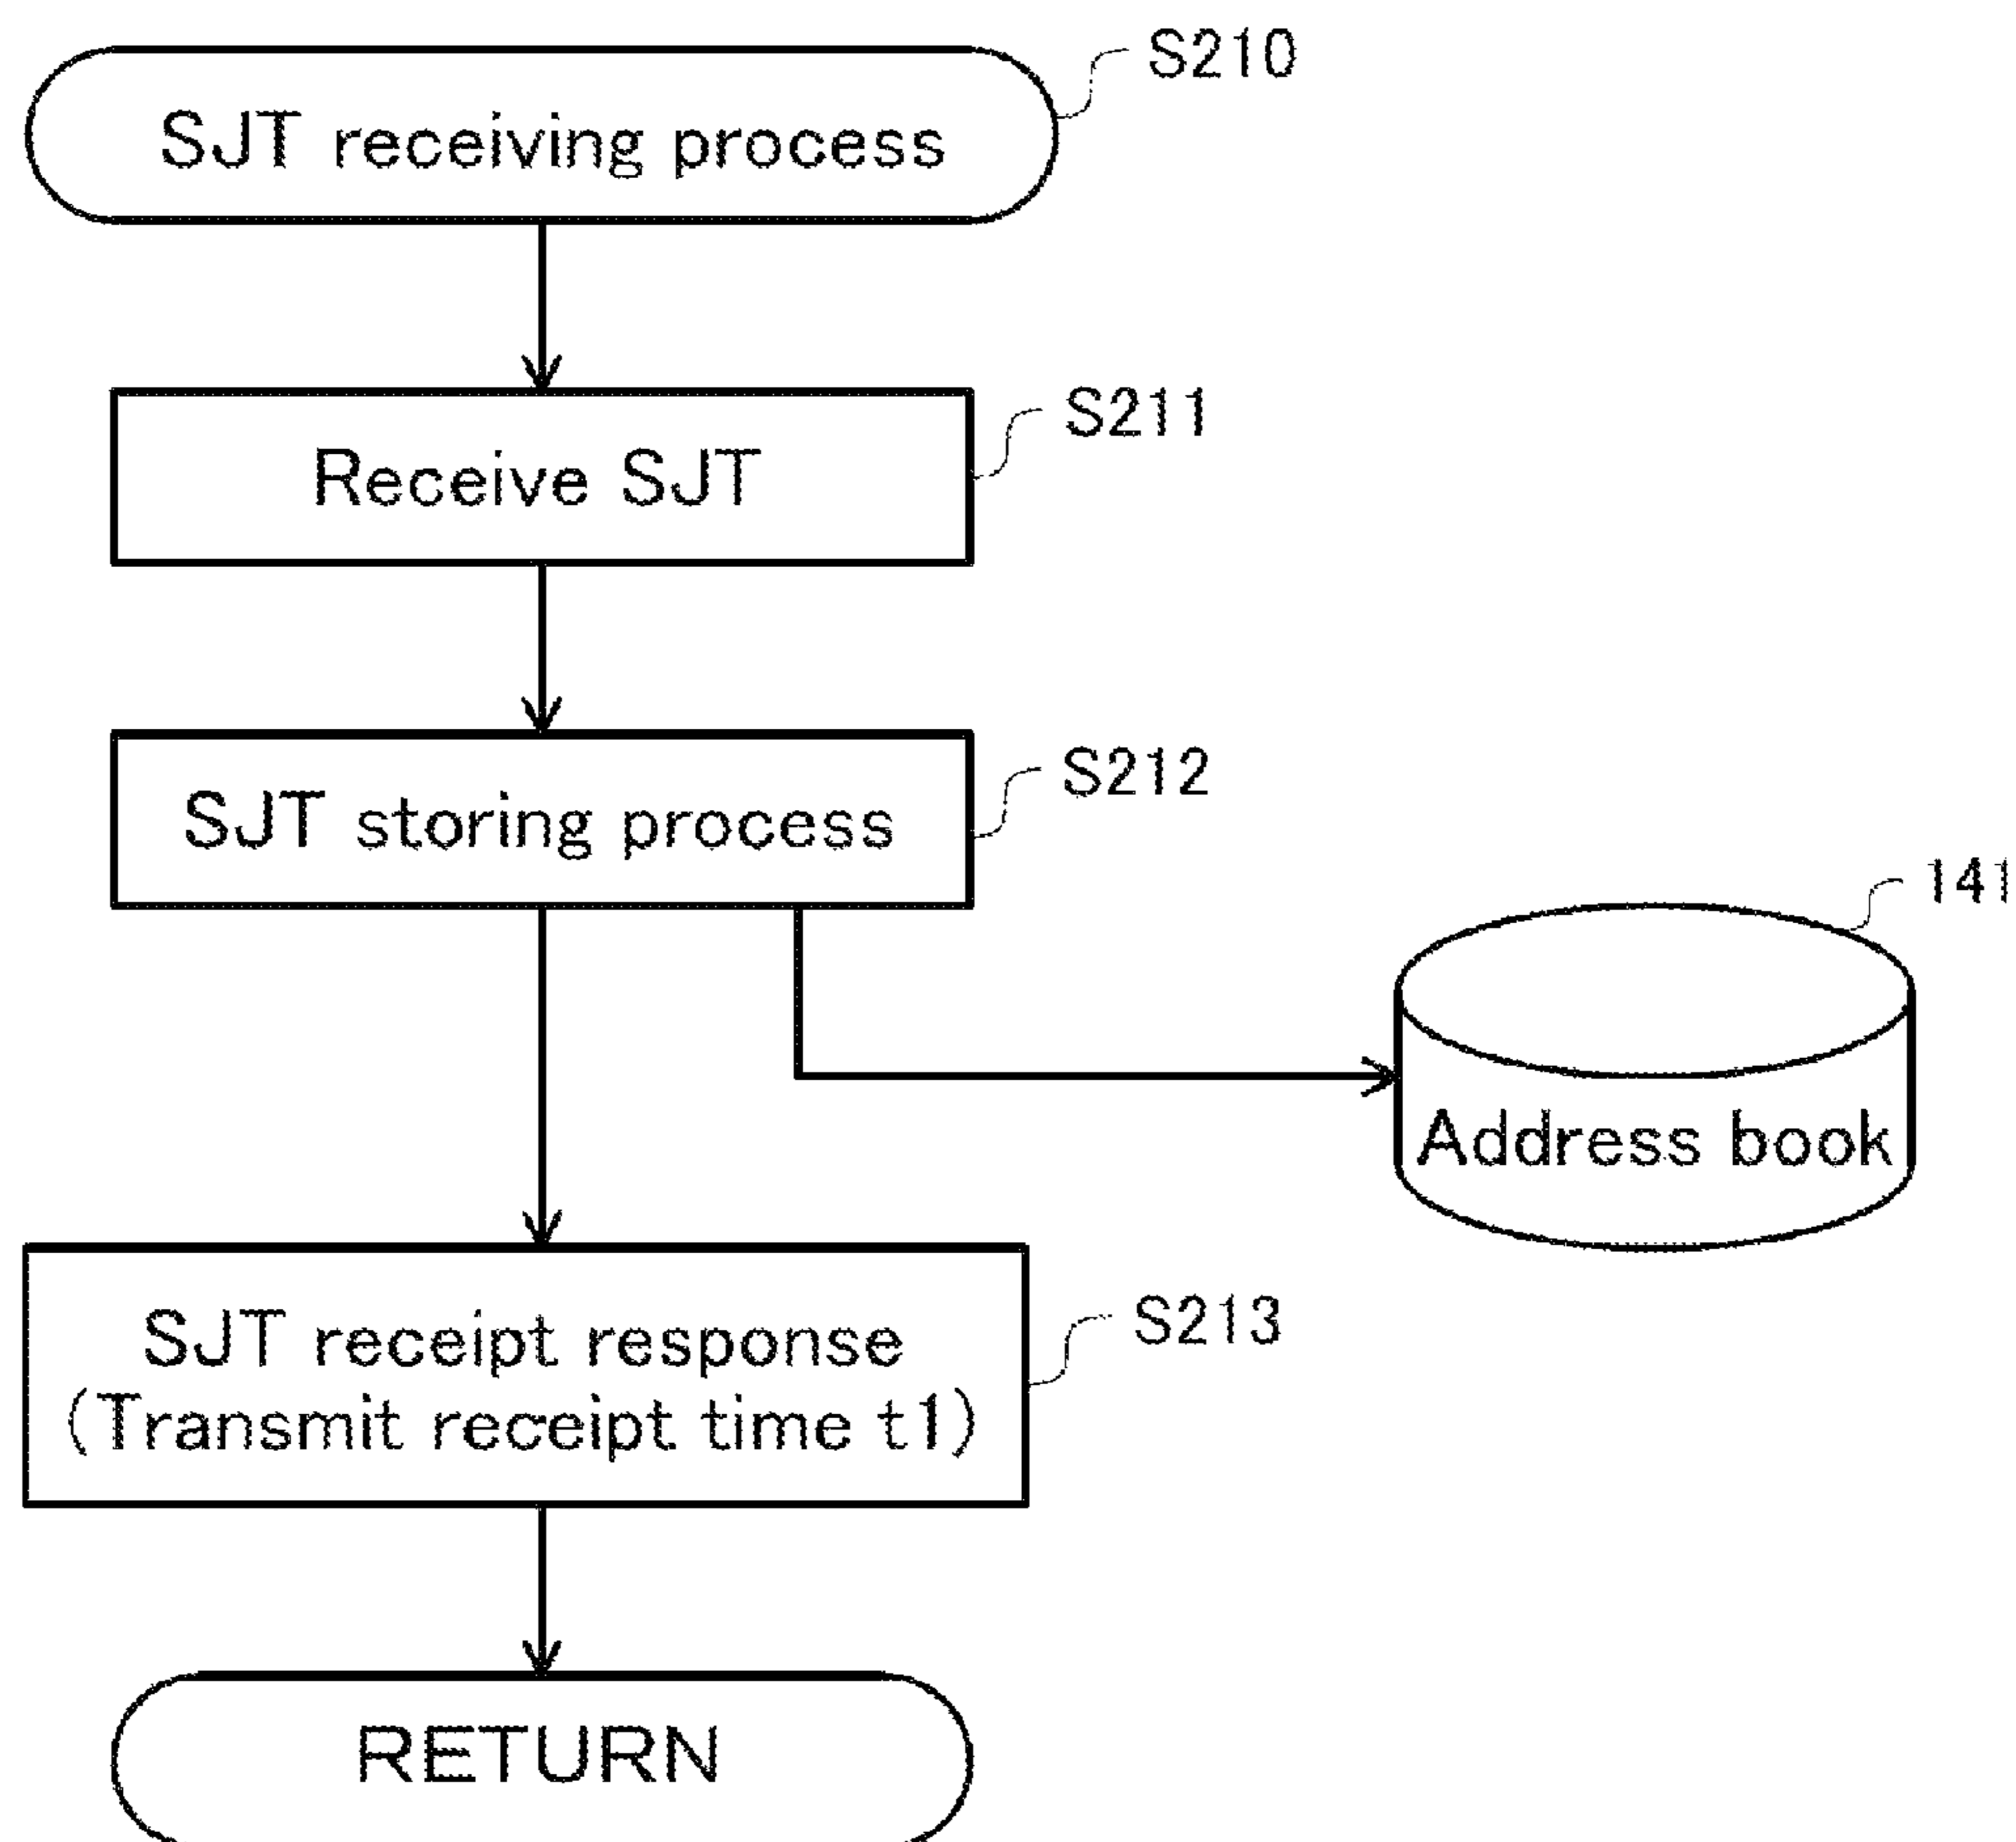 S210
SJT receiving process
S211
Receive SJT
S212
SJT storing process
141
Address book
S213
SJT receipt response
(Transmit receipt time t1)
RETURN